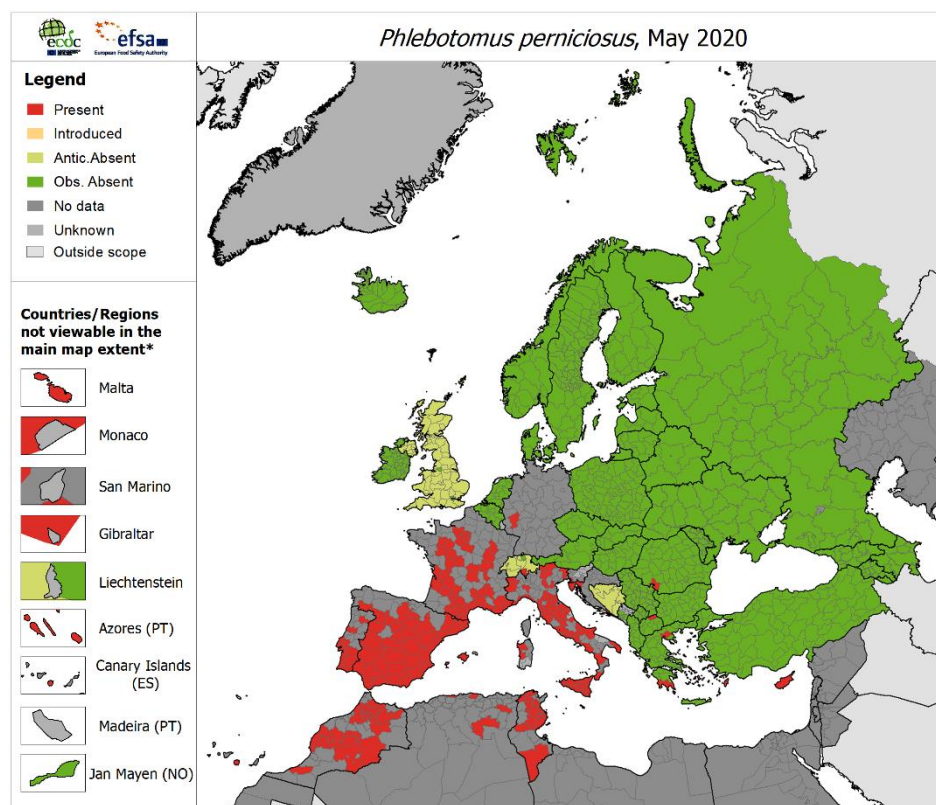 ecdc
efsa
European Food Safety Authority
Phlebotomus perniciosus, May 2020
Legend
Present
Introduced
Antic.Absent
Obs. Absent
No data
Unknown
Outside scope
Countries/Regions
not viewable in the
main map extent*
Malta
Monaco
San Marino
Gibraltar
Liechtenstein
Azores (PT)
Canary Islands
(ES)
Madeira (PT)
Jan Mayen (NO)